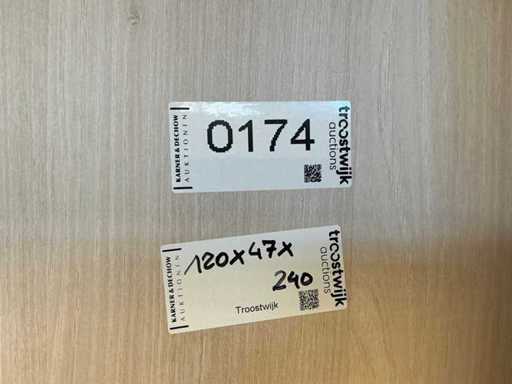 KARNER & DECHOW
AUKTIONEN
0174
troostwijk
auctions
KARNER & DECHOW
AUKTIONEN
120x47x
240
Troostwijk
troostwijk
auctions